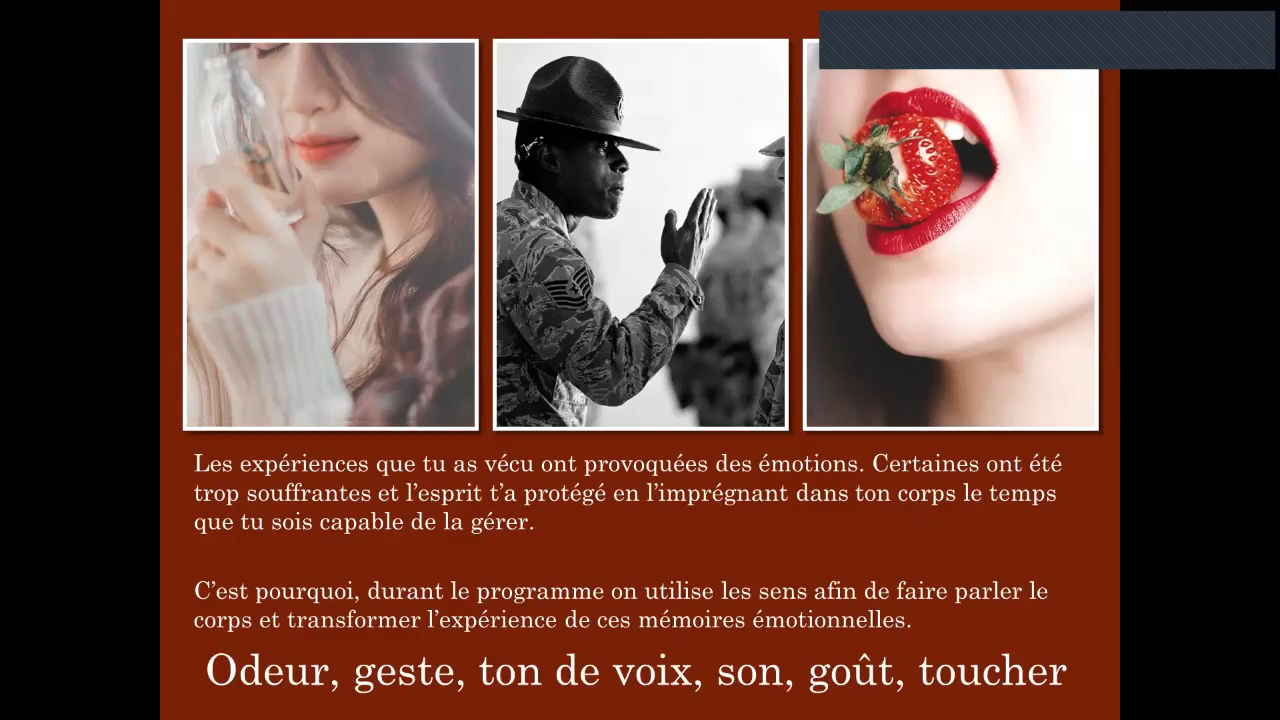 Les expériences que tu as vécu ont provoquées des émotions. Certaines ont été
trop souffrantes et l’esprit t’a protégé en l’imprégnant dans ton corps le temps
que tu sois capable de la gérer.
C’est pourquoi, durant le programme on utilise les sens afin de faire parler le
corps et transformer l’expérience de ces mémoires émotionnelles.
Odeur, geste, ton de voix, son, goût, toucher